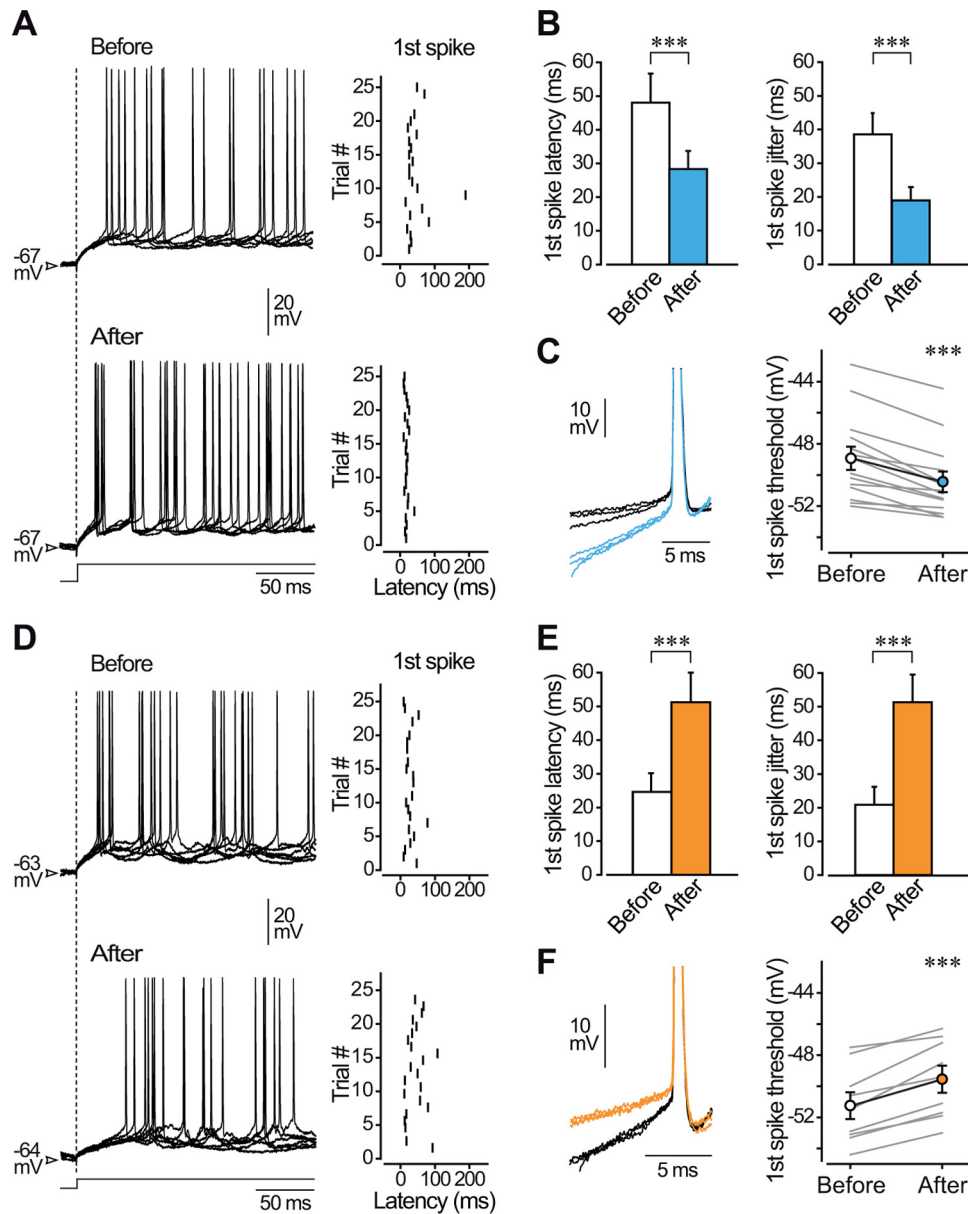 A
Before
1st spike
25
20
15
10
5
0
Trial #
0 100 200
-67
mV
20
mV
After
25
20
15
10
5
0
Trial #
0 100 200
Latency (ms)
-67
mV
50 ms
B
***
60
50
40
30
20
10
0
1st spike latency (ms)
Before
After
***
60
50
40
30
20
10
0
1st spike jitter (ms)
Before
After
C
10
mV
5 ms
***
-44
-48
-52
1st spike threshold (mV)
Before
After
D
Before
1st spike
25
20
15
10
5
0
Trial #
0 100 200
-63
mV
20
mV
After
25
20
15
10
5
0
Trial #
0 100 200
Latency (ms)
-64
mV
50 ms
E
***
60
50
40
30
20
10
0
1st spike latency (ms)
Before
After
***
60
50
40
30
20
10
0
1st spike jitter (ms)
Before
After
F
10
mV
5 ms
***
-44
-48
-52
1st spike threshold (mV)
Before
After